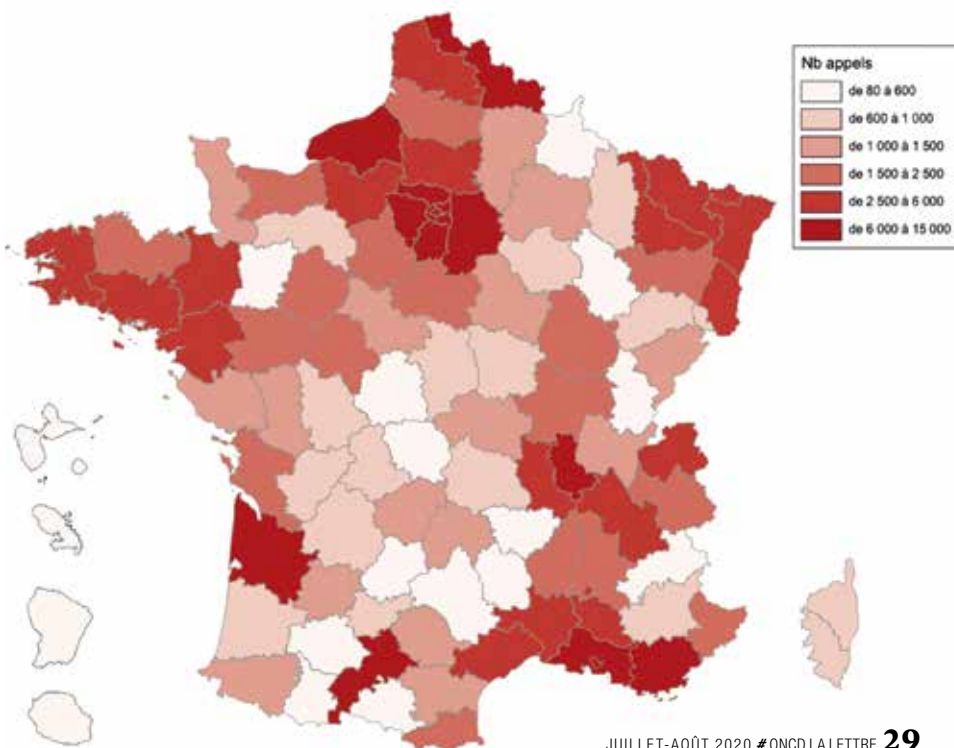 Nb appels
de 80 à 600
de 600 à 1 000
de 1 000 à 1 500
de 1 500 à 2 500
de 2 500 à 6 000
de 6 000 à 15 000
JUILLET-AOÛT 2020 #ONCD LA LETTRE 29